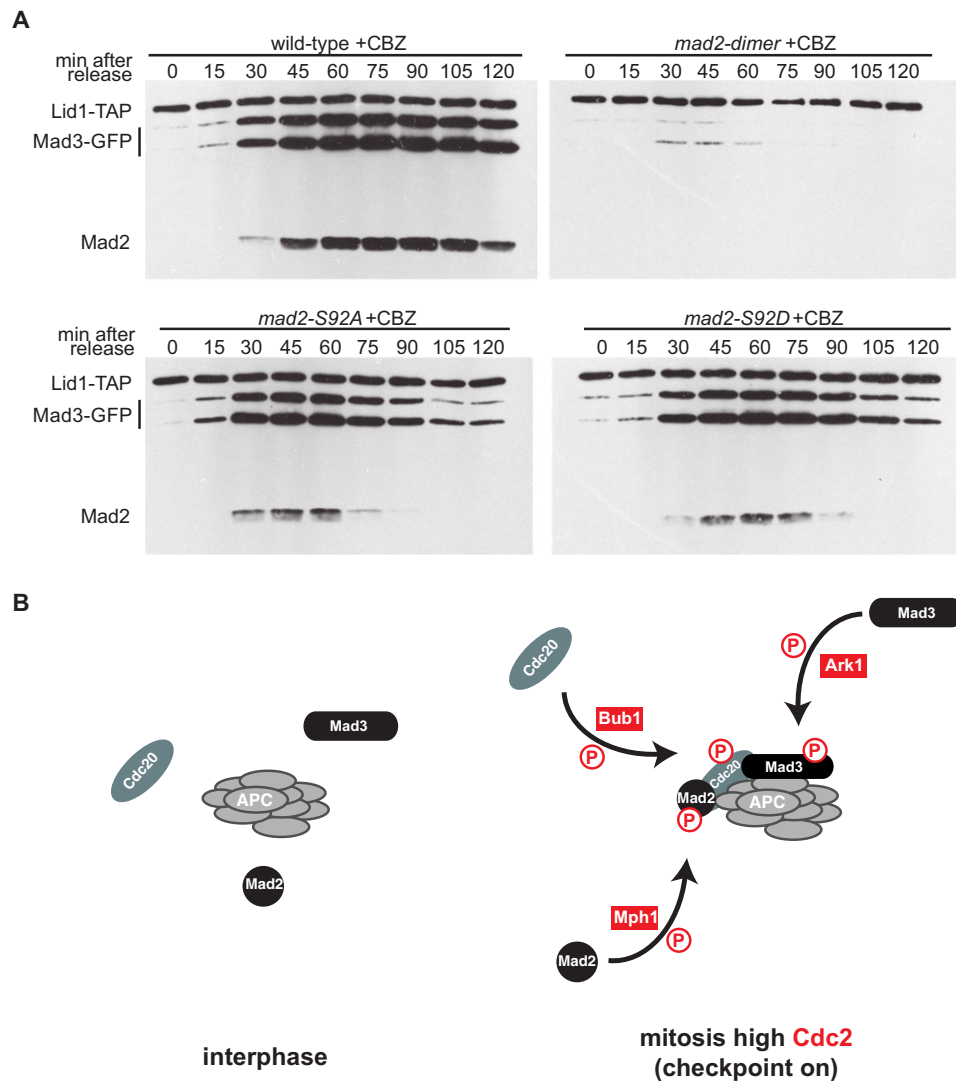 A
wild-type +CBZ
mad2-dimer +CBZ
min after
release
0 15 30 45 60 75 90 105 120
0 15 30 45 60 75 90 105 120
Lid1-TAP
Mad3-GFP
Mad2
mad2-S92A +CBZ
mad2-S92D +CBZ
min after
release
0 15 30 45 60 75 90 105 120
0 15 30 45 60 75 90 105 120
Lid1-TAP
Mad3-GFP
Mad2
B
Cdc20
Mad3
APC
Mad2
interphase
Cdc20
Bub1
P
Mad3
P
Ark1
P
P
Cdc20
Mad3
Mad2
APC
P
Mph1
P
Mad2
mitosis high Cdc2
(checkpoint on)